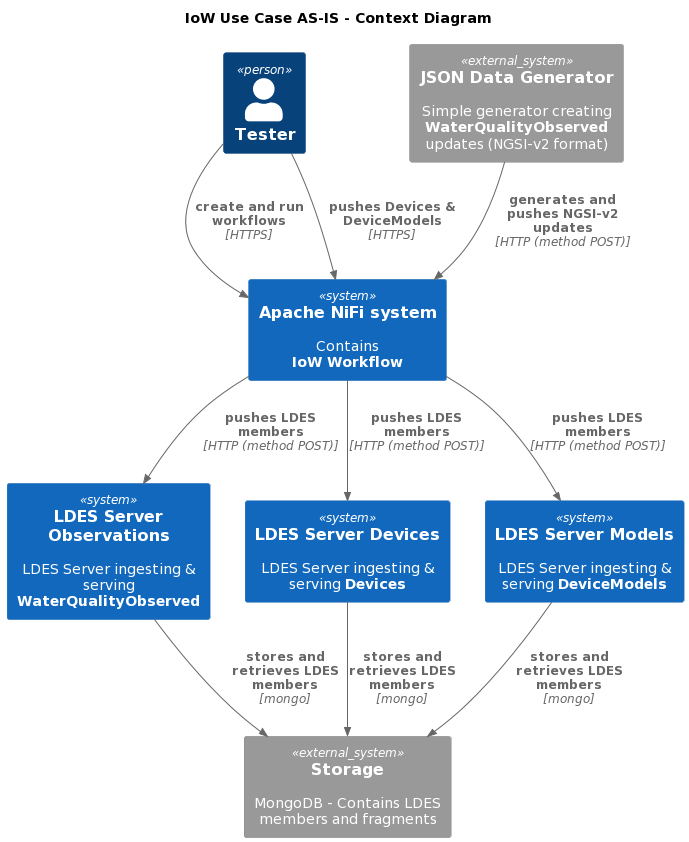 IoW Use Case AS-IS - Context Diagram
«person»
Tester
«external_system»
JSON Data Generator
Simple generator creating
WaterQualityObserved
updates (NGSI-v2 format)
create and run
workflows
[HTTPS]
pushes Devices &
DeviceModels
[HTTPS]
generates and
pushes NGSI-v2
updates
[HTTP (method POST)]
«system»
Apache NiFi system
Contains
IoW Workflow
pushes LDES
members
[HTTP (method POST)]
pushes LDES
members
[HTTP (method POST)]
pushes LDES
members
[HTTP (method POST)]
«system»
LDES Server
Observations
LDES Server ingesting &
serving
WaterQualityObserved
«system»
LDES Server Devices
LDES Server ingesting &
serving Devices
«system»
LDES Server Models
LDES Server ingesting &
serving DeviceModels
stores and
retrieves LDES
members
[mongo]
stores and
retrieves LDES
members
[mongo]
stores and
retrieves LDES
members
[mongo]
«external_system»
Storage
MongoDB - Contains LDES
members and fragments